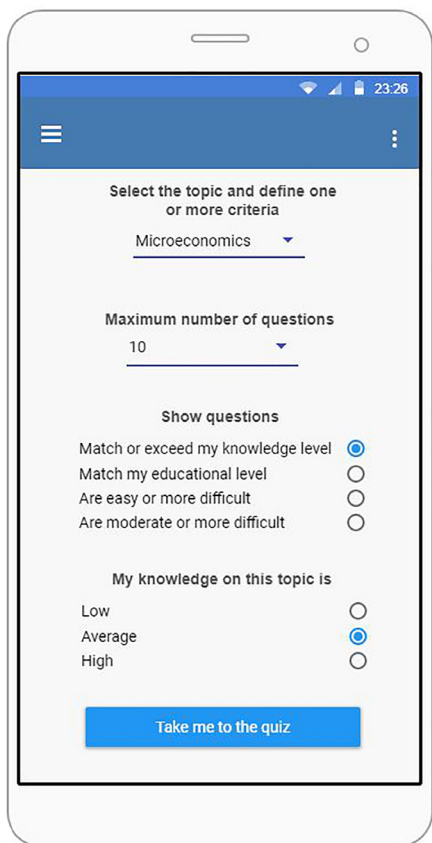 23:26
Select the topic and define one
or more criteria
Microeconomics
Maximum number of questions
10
Show questions
Match or exceed my knowledge level
Match my educational level
Are easy or more difficult
Are moderate or more difficult
My knowledge on this topic is
Low
Average
High
Take me to the quiz